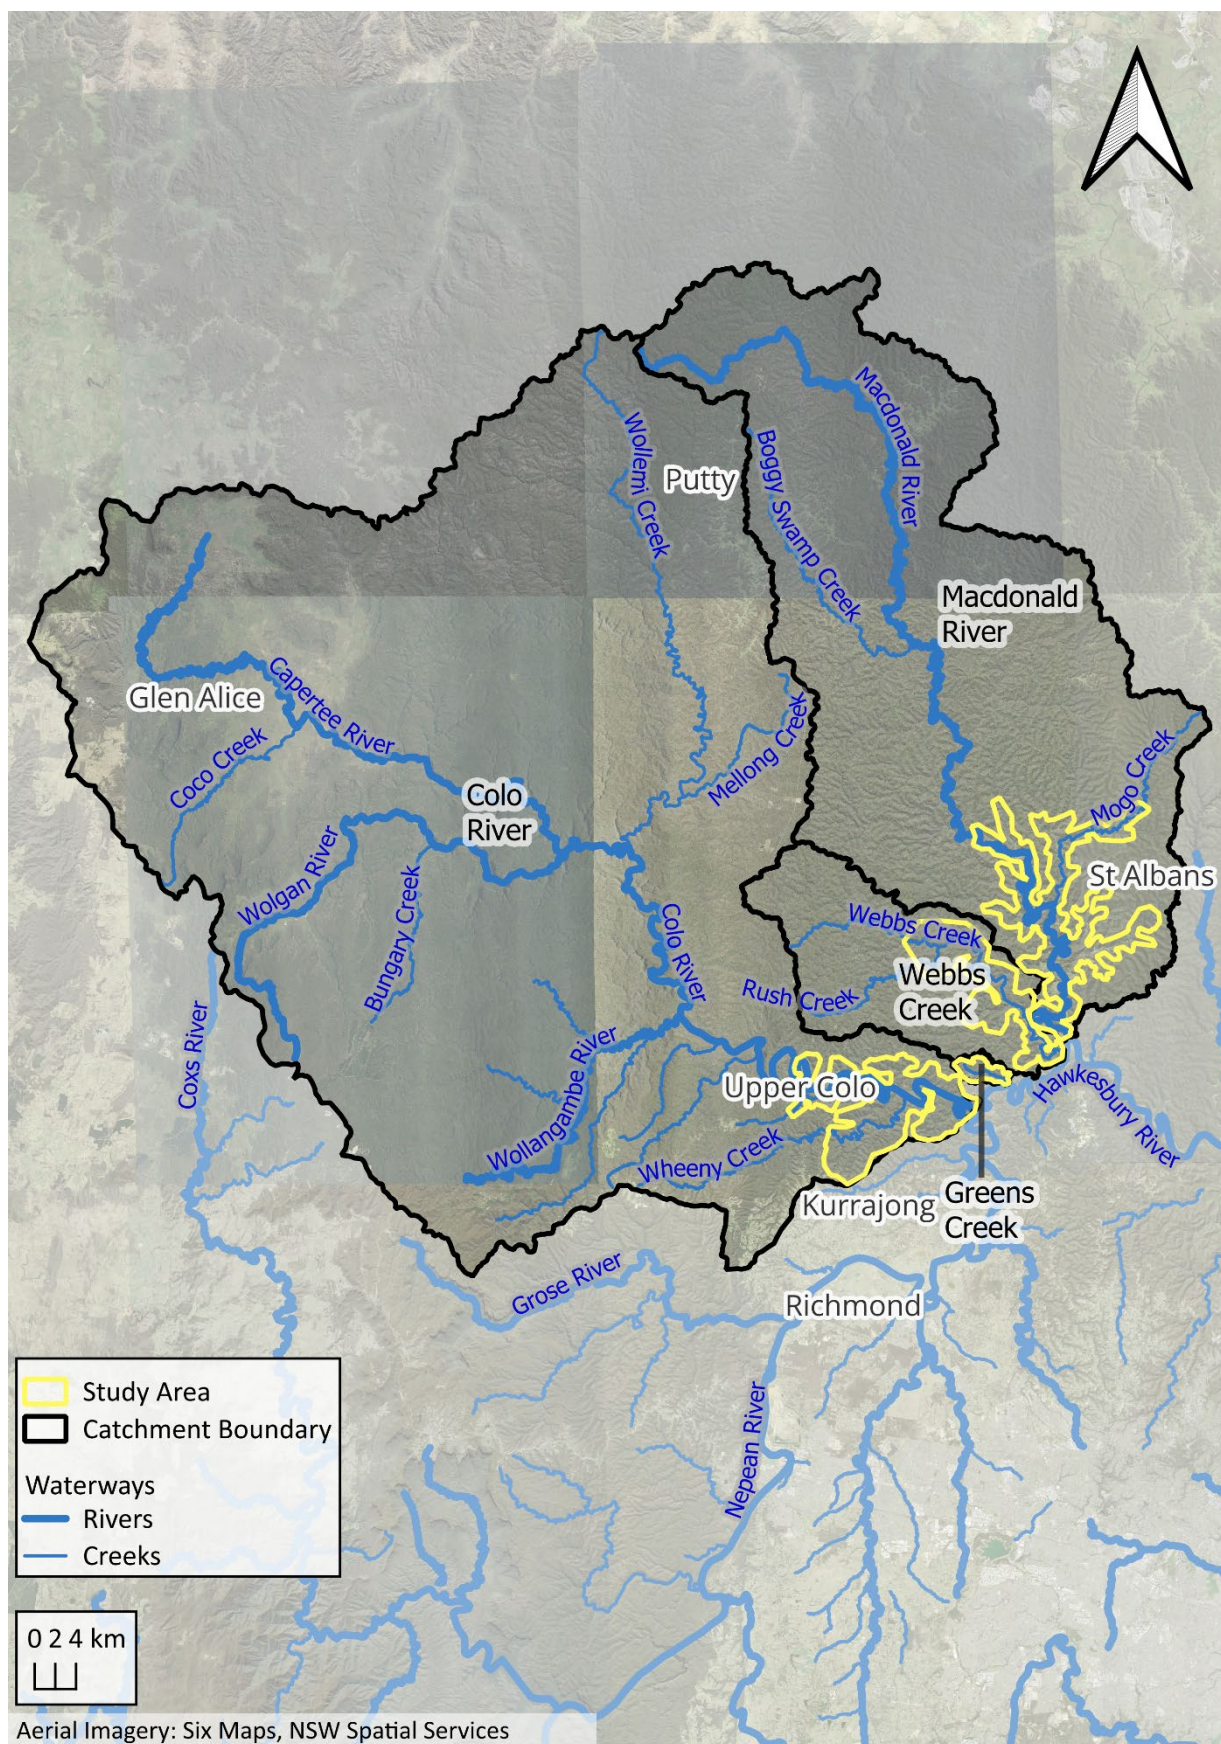 Macdonald River
Wollemi Creek
Boggy Swamp Creek
Putty
Macdonald
River
Glen Alice
Capertee River
Coco Creek
Mellong Creek
Mogo Creek
Colo
River
Wolgan River
Bungary Creek
St Albans
Colo River
Webbs Creek
Webbs
Creek
Rush Creek
Coxs River
Wollangambe River
Upper Colo
Hawkesbury River
Wheeny Creek
Kurrajong
Greens
Creek
Grose River
Richmond
Nepean River
Study Area
Catchment Boundary
Waterways
Rivers
Creeks
0 2 4 km
Aerial Imagery: Six Maps, NSW Spatial Services